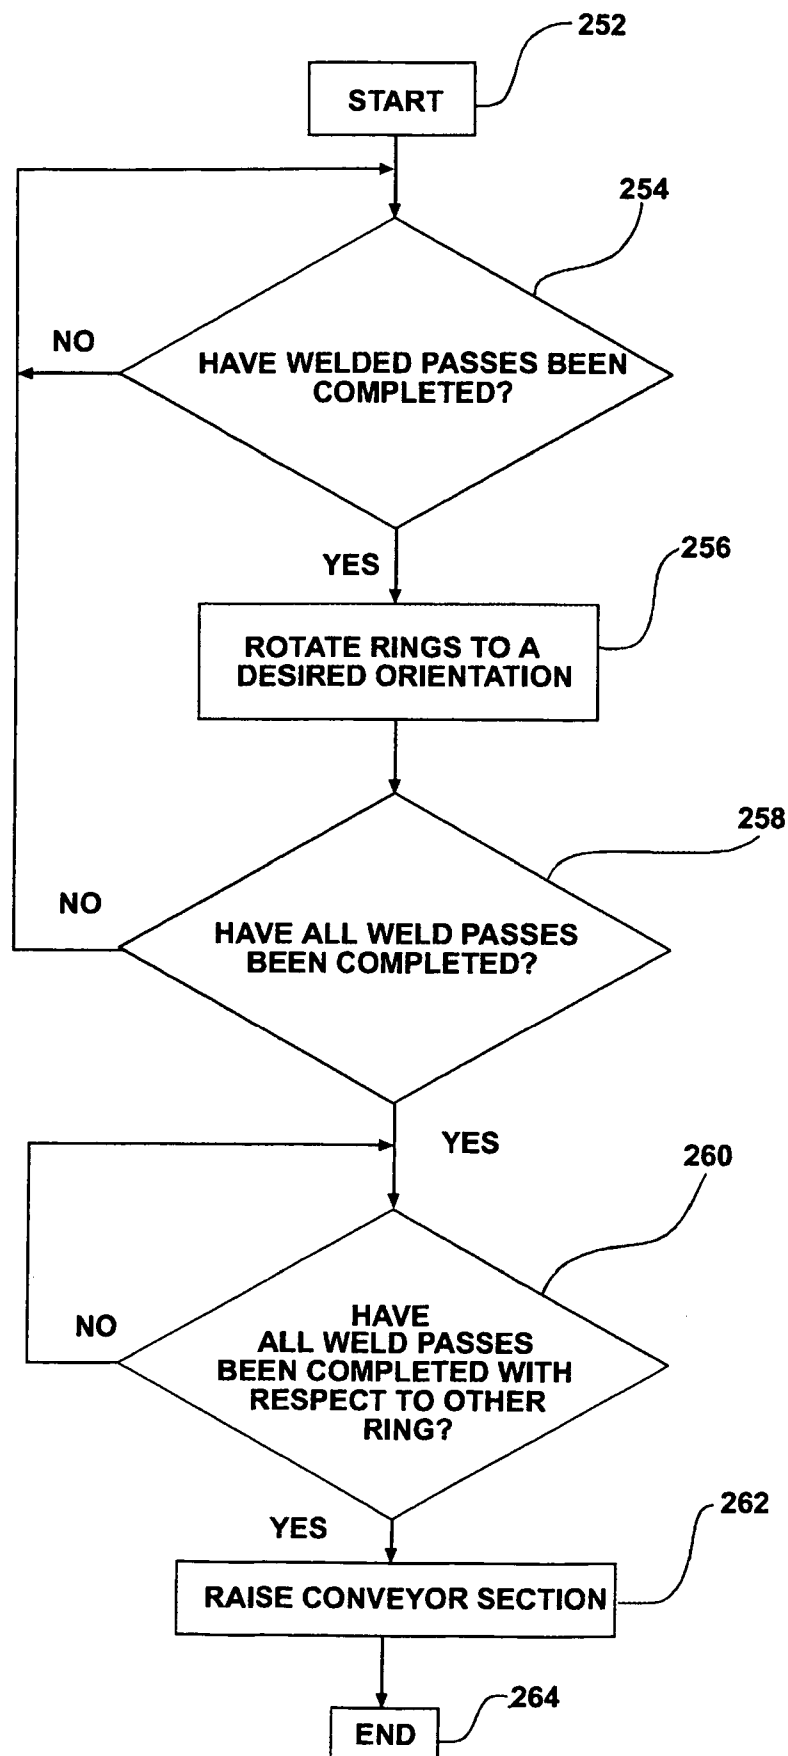 252
START
254
NO
HAVE WELDED PASSES BEEN
COMPLETED?
YES
256
ROTATE RINGS TO A
DESIRED ORIENTATION
258
NO
HAVE ALL WELD PASSES
BEEN COMPLETED?
YES
260
NO
HAVE
ALL WELD PASSES
BEEN COMPLETED WITH
RESPECT TO OTHER
RING?
YES
262
RAISE CONVEYOR SECTION
264
END